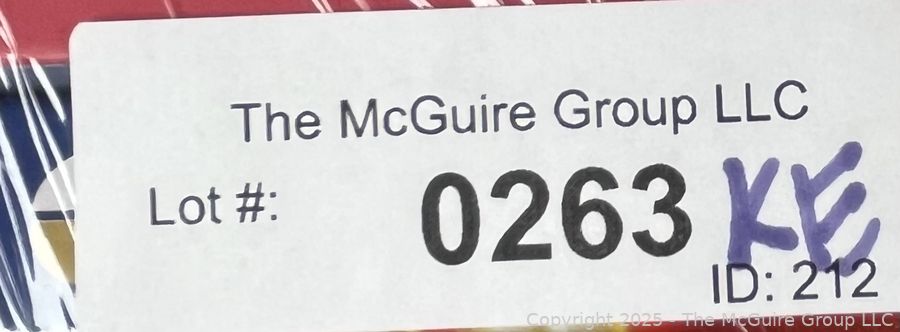 The McGuire Group LLC
Lot #: 0263 KE
ID: 212
Copyright 2025 - The McGuire Group LLC